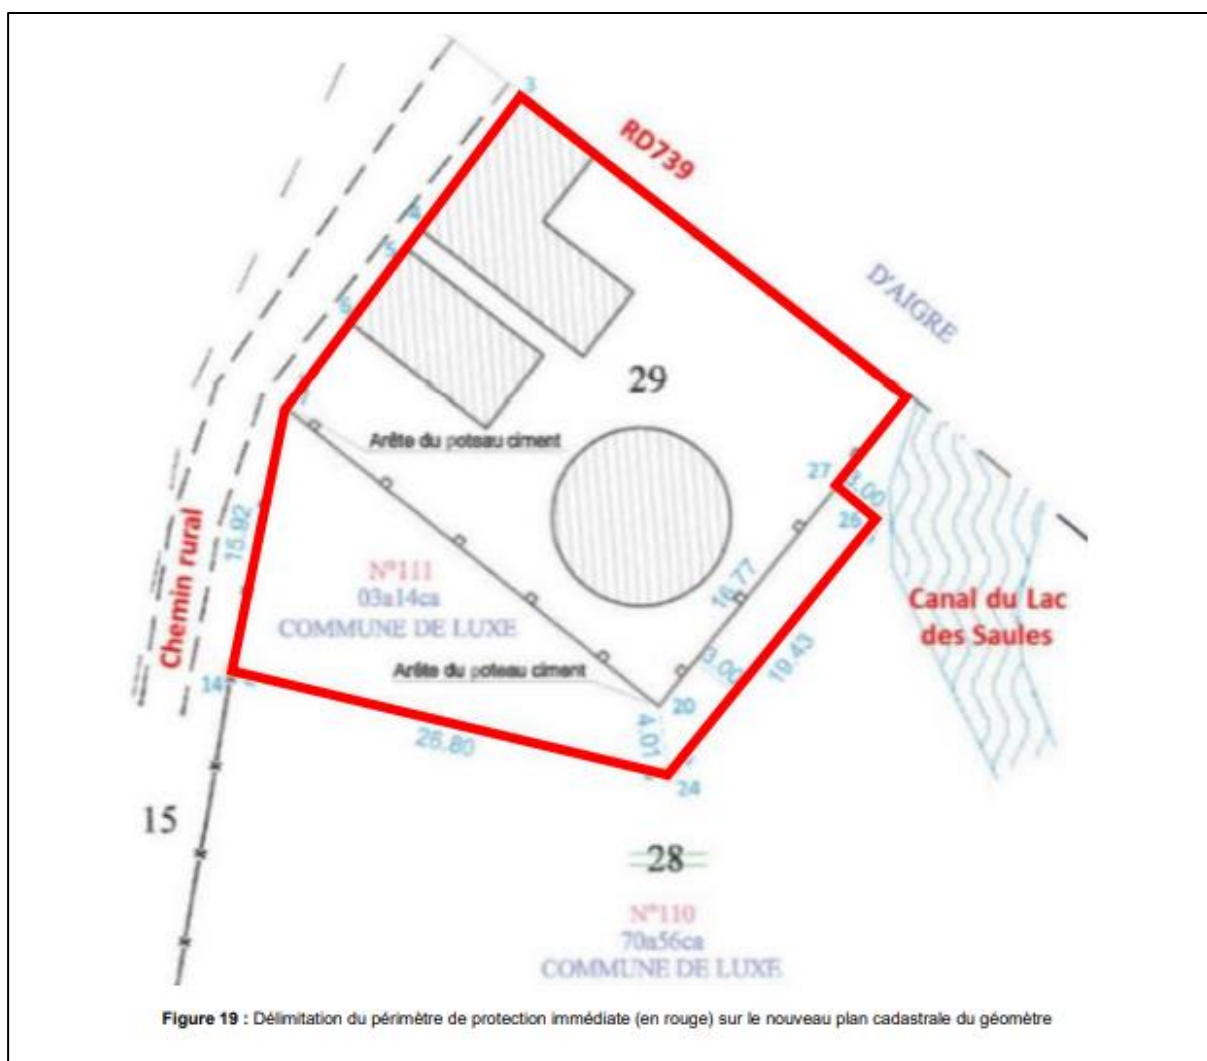 3
RD739
4
5
D'AIGRE
6
29
Arête du poteau ciment
27
3.00
26
15.92
16.77
Chemin rural
N°111
03a14ca
COMMUNE DE LUXE
Canal du Lac
des Saules
Arête du poteau ciment
3.00
19.43
14
20
4.01
26.80
24
15
28
N°110
70a56ca
COMMUNE DE LUXE
Figure 19 : Délimitation du périmètre de protection immédiate (en rouge) sur le nouveau plan cadastrale du géomètre